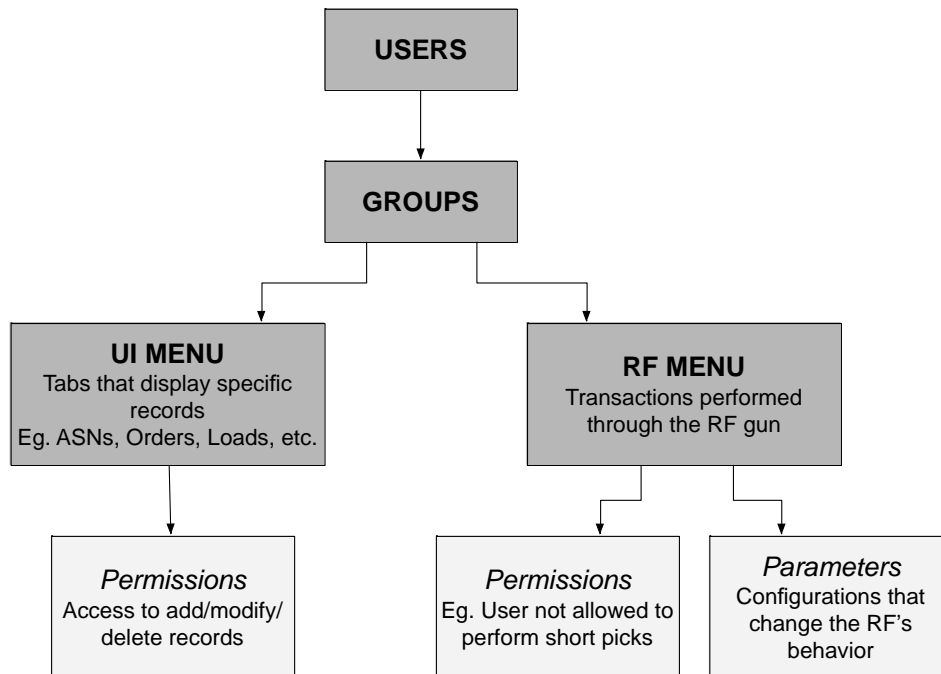 USERS
GROUPS
UI MENU
Tabs that display specific
records
Eg. ASNs, Orders, Loads, etc.
RF MENU
Transactions performed
through the RF gun
Permissions
Access to add/modify/
delete records
Permissions
Eg. User not allowed to
perform short picks
Parameters
Configurations that
change the RF’s
behavior